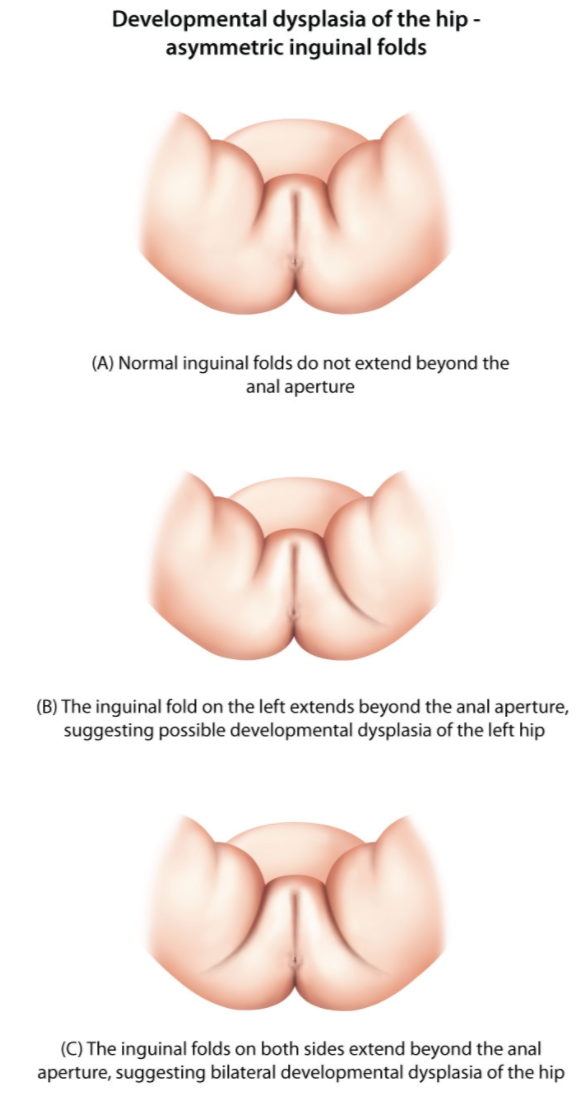 Developmental dysplasia of the hip -
asymmetric inguinal folds
(A) Normal inguinal folds do not extend beyond the
anal aperture
(B) The inguinal fold on the left extends beyond the anal aperture,
suggesting possible developmental dysplasia of the left hip
(C) The inguinal folds on both sides extend beyond the anal
aperture, suggesting bilateral developmental dysplasia of the hip